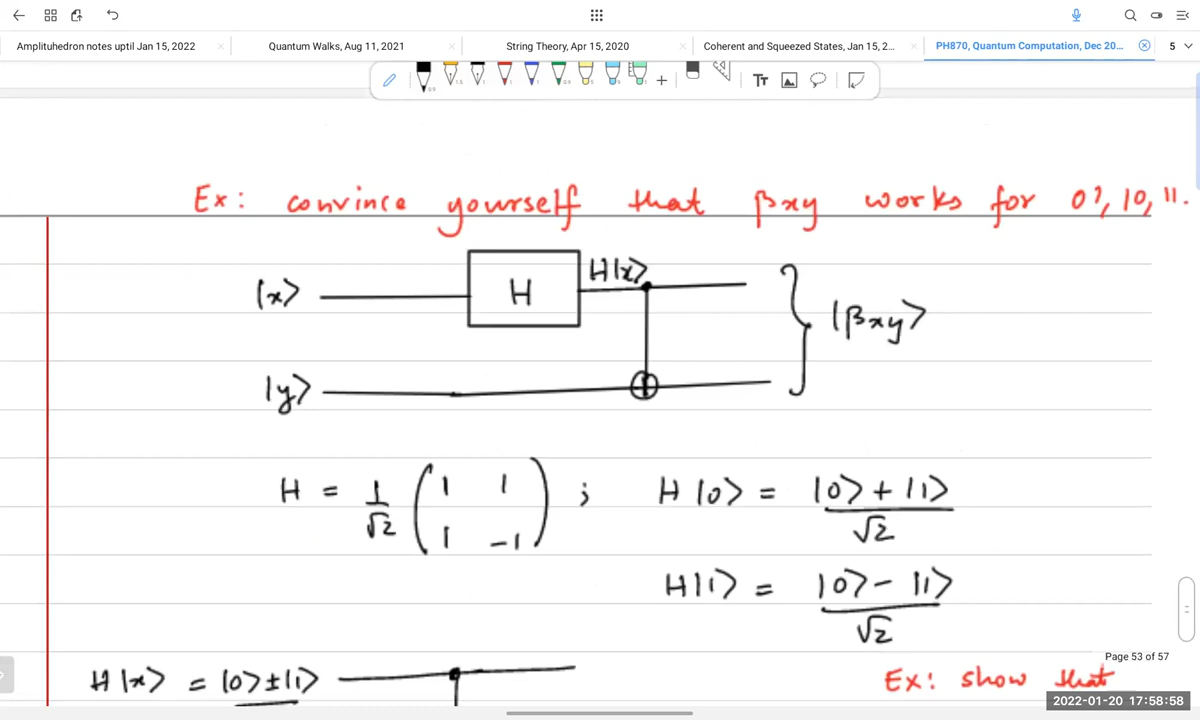 Amplituhedron notes uptil Jan 15, 2022 × Quantum Walks, Aug 11, 2021 × String Theory, Apr 15, 2020 × Coherent and Squeezed States, Jan 15, 2... × PH870, Quantum Computation, Dec 20... 5
Tт
Ex: convince yourself that βxy works for 01, 10, 11.
|x> H H|x>
|βxy>
|y>
H = 1/√2 ( 1 1 ; 1 -1 ) ; H|0> = (|0> + |1>)/√2
H|1> = (|0> - |1>)/√2
Page 53 of 57
H|x> = |0> ± |1> Ex: show that
2022-01-20 17:58:58